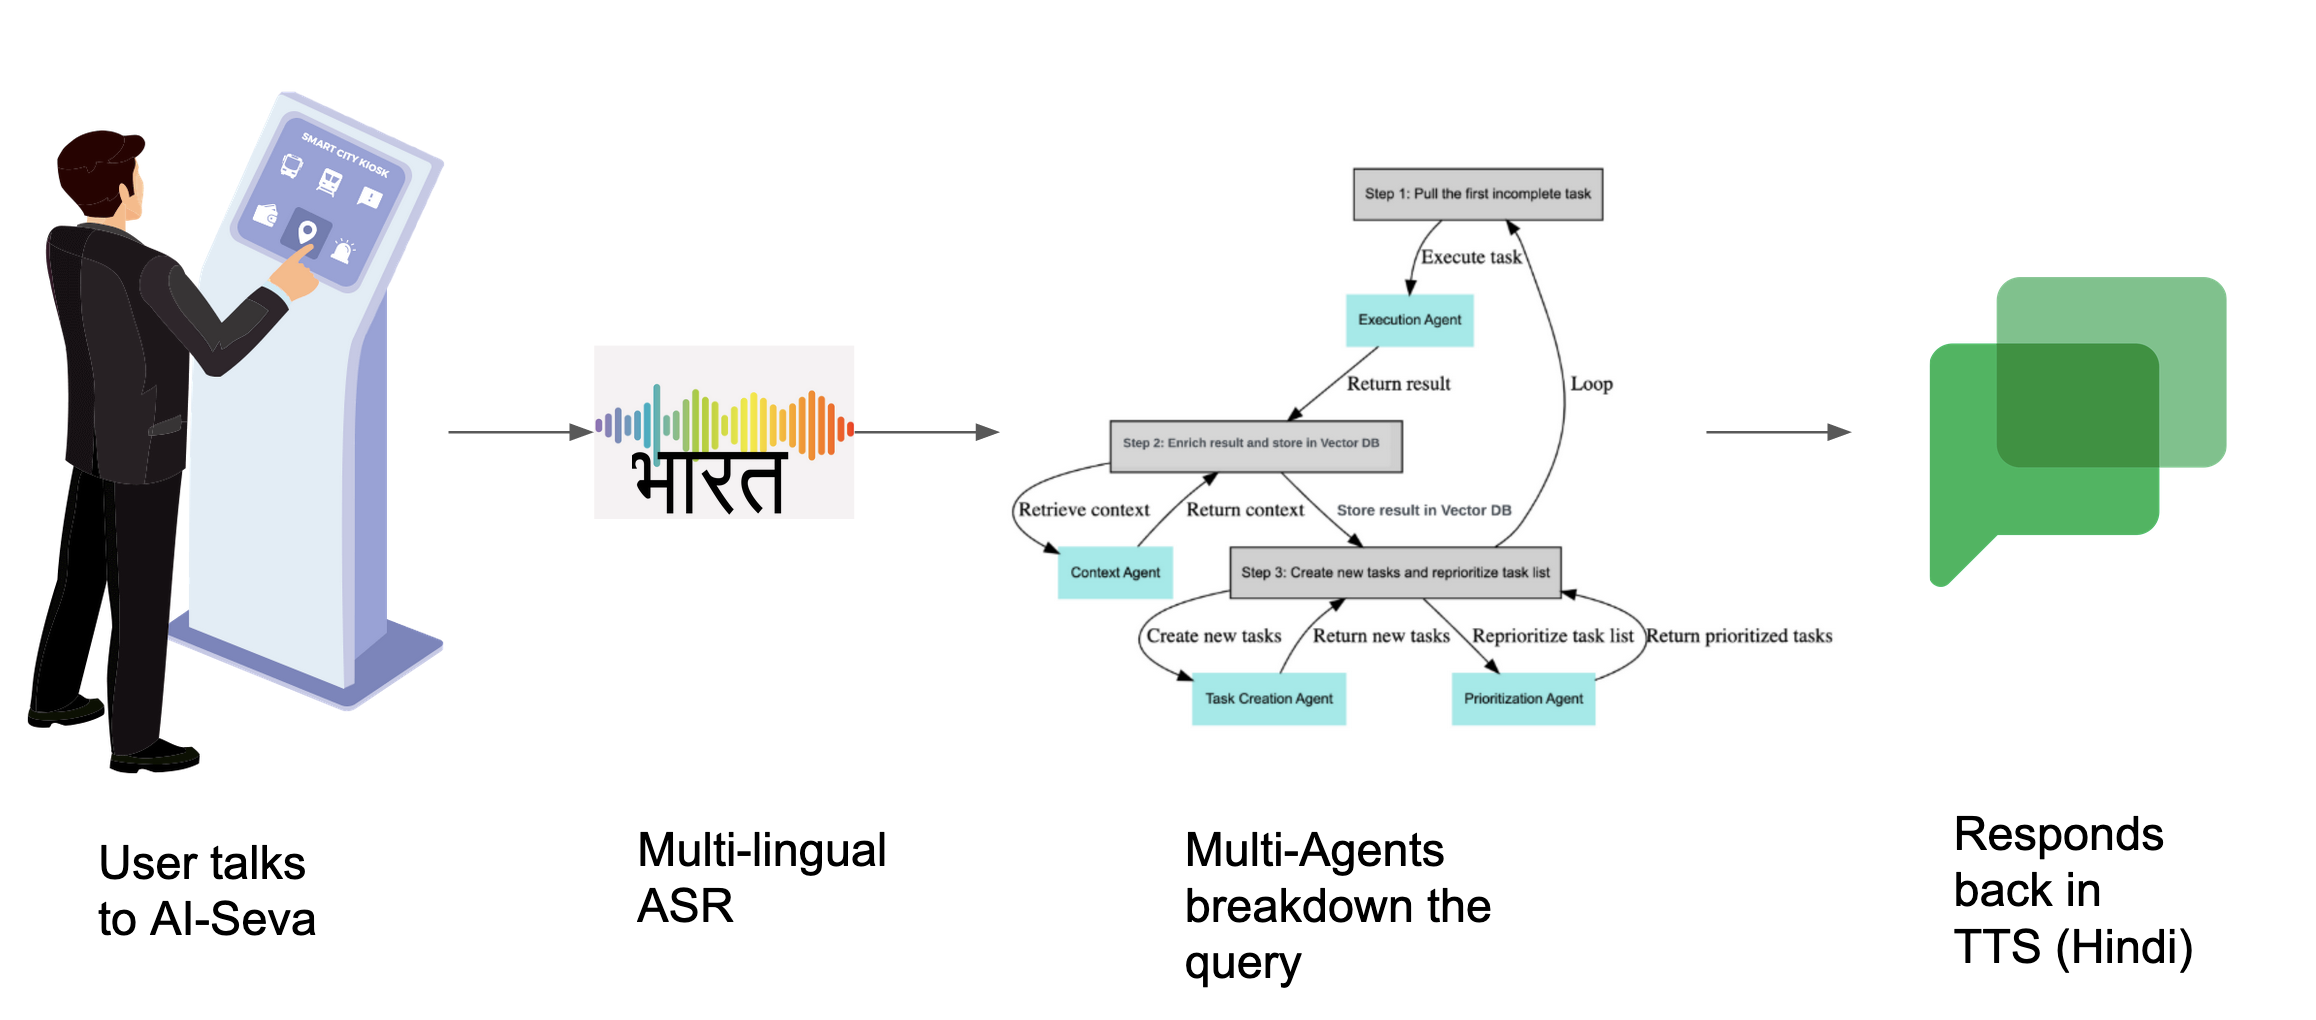 SMART CITY KIOSK
भारत
Step 1: Pull the first incomplete task
Execute task
Execution Agent
Return result
Loop
Step 2: Enrich result and store in Vector DB
Retrieve context
Return context
Store result in Vector DB
Context Agent
Step 3: Create new tasks and reprioritize task list
Create new tasks
Return new tasks
Reprioritize task list
Return prioritized tasks
Task Creation Agent
Prioritization Agent
User talks
to AI-Seva
Multi-lingual
ASR
Multi-Agents
breakdown the
query
Responds
back in
TTS (Hindi)